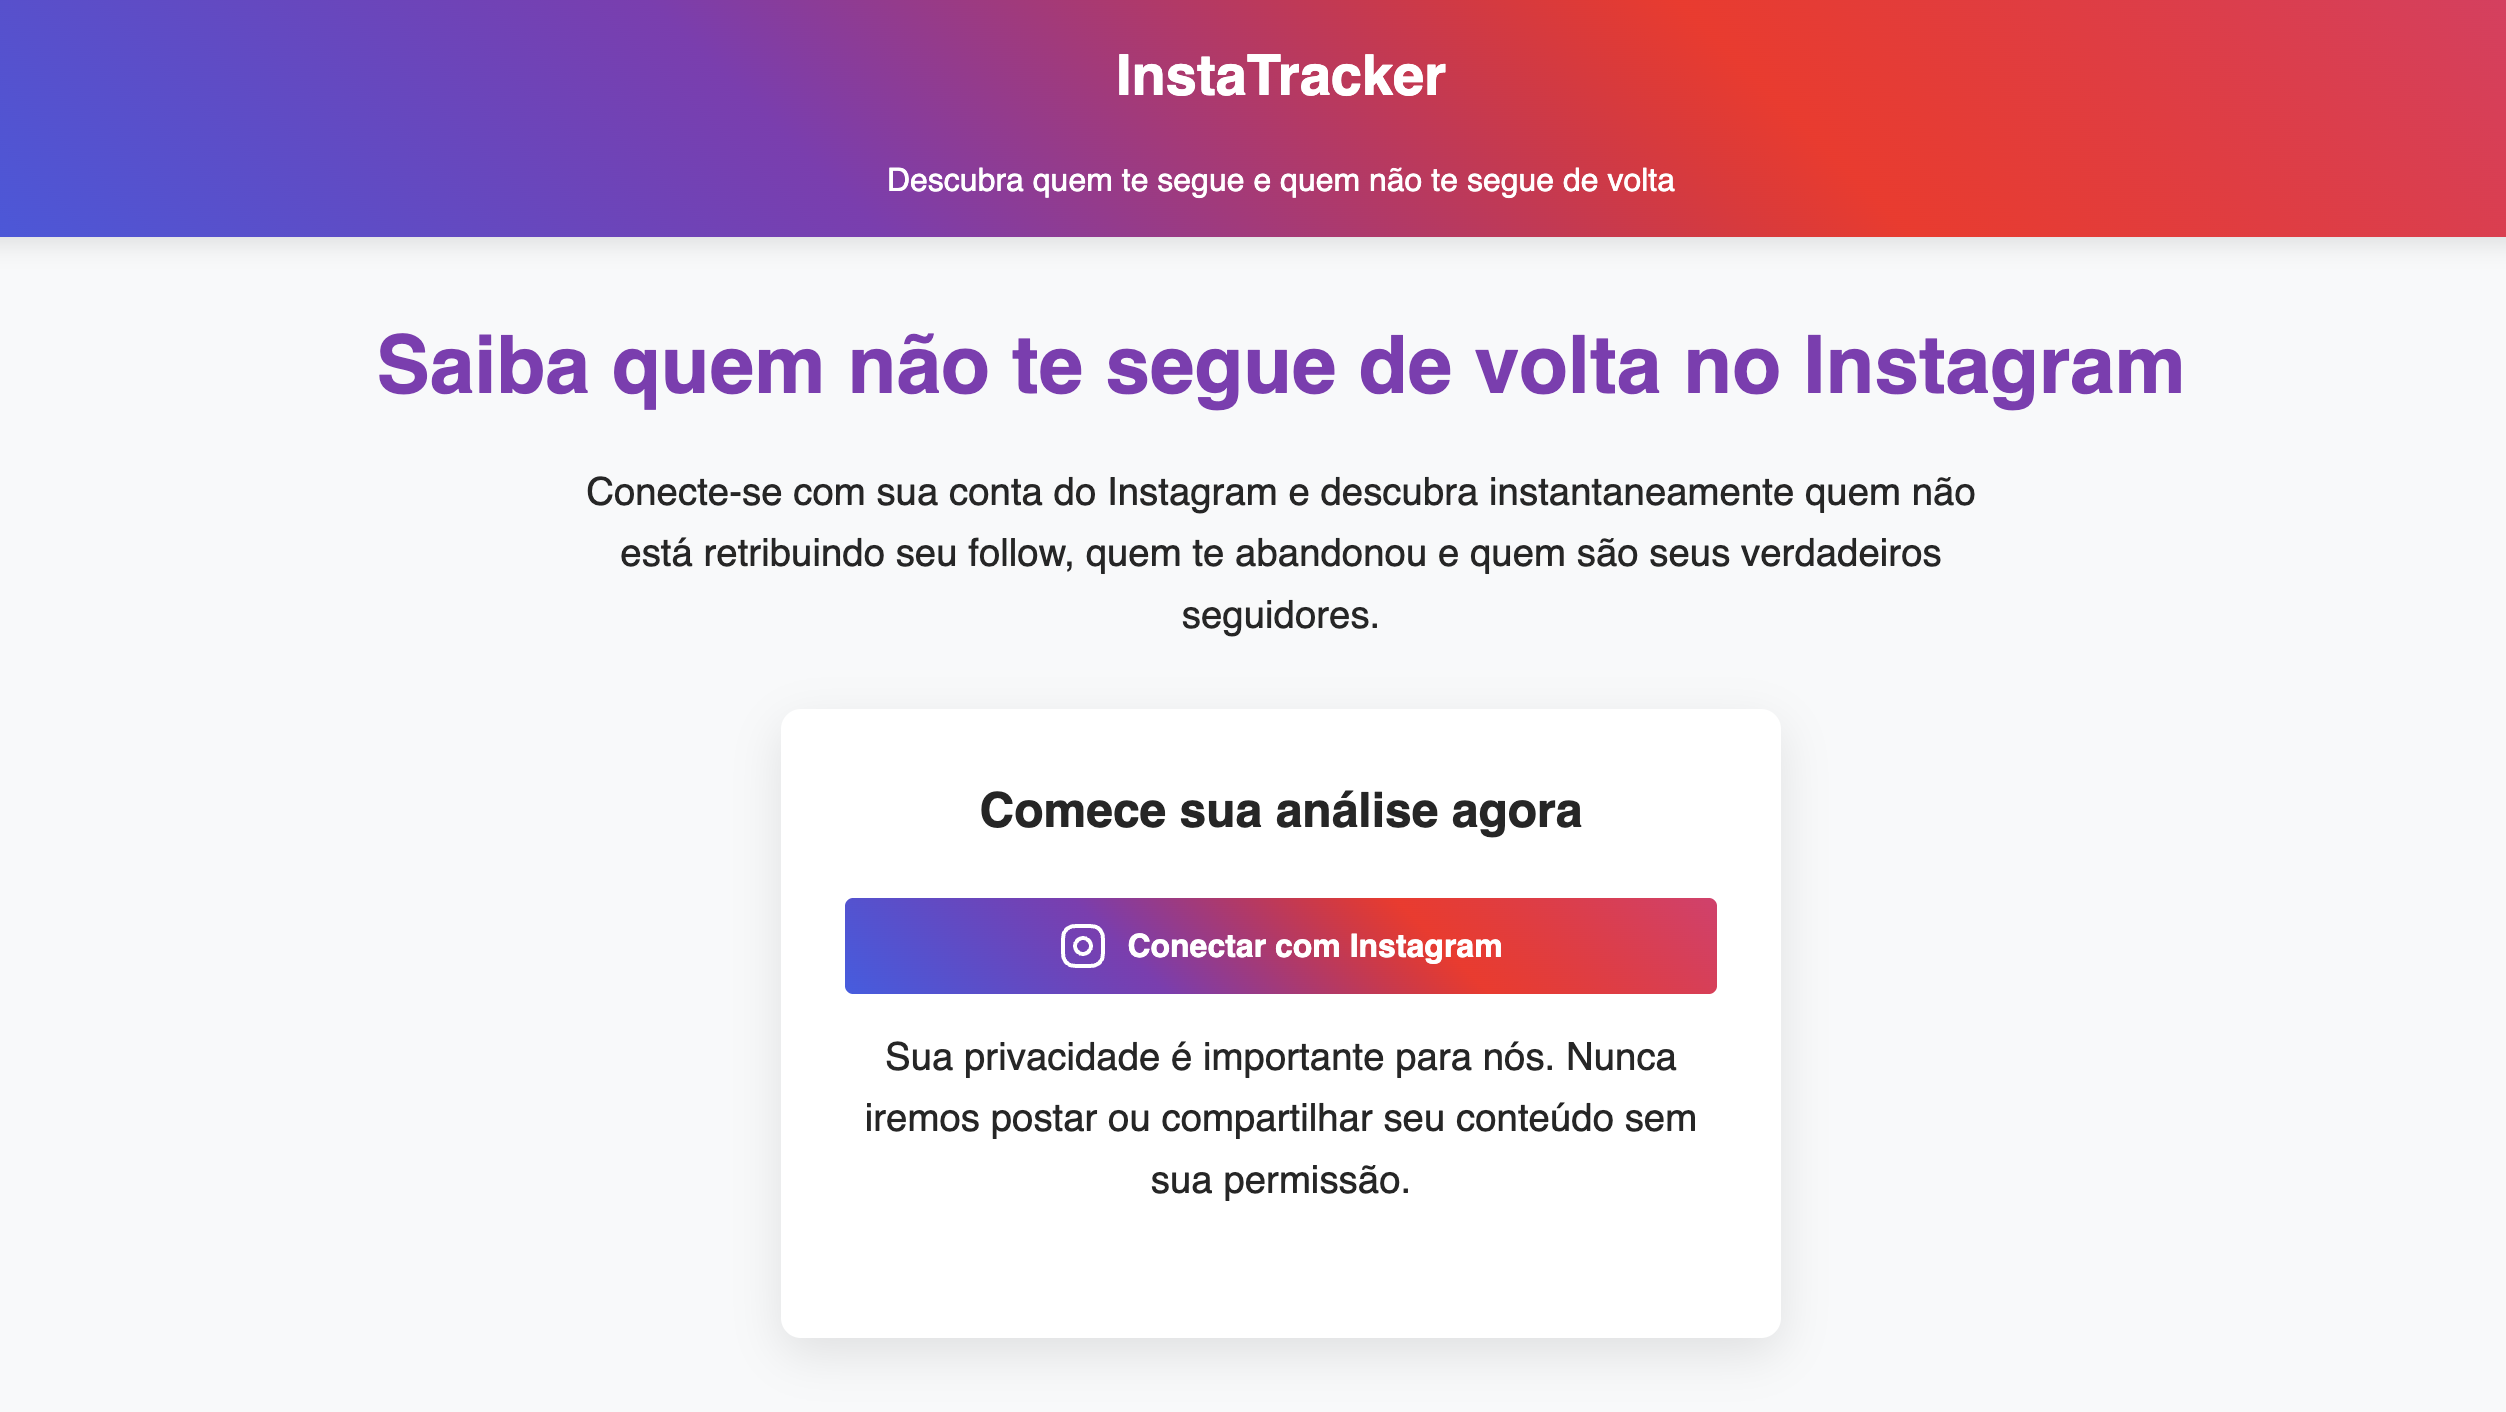 InstaTracker
Descubra quem te segue e quem não te segue de volta
Saiba quem não te segue de volta no Instagram
Conecte-se com sua conta do Instagram e descubra instantaneamente quem não
está retribuindo seu follow, quem te abandonou e quem são seus verdadeiros
seguidores.
Comece sua análise agora
Conectar com Instagram
Sua privacidade é importante para nós. Nunca
iremos postar ou compartilhar seu conteúdo sem
sua permissão.